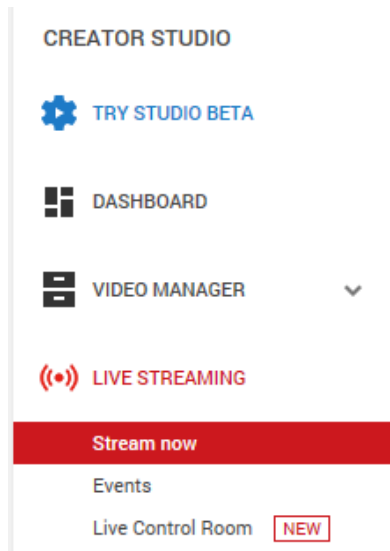 CREATOR STUDIO
TRY STUDIO BETA
DASHBOARD
VIDEO MANAGER
LIVE STREAMING
Stream now
Events
Live Control Room NEW